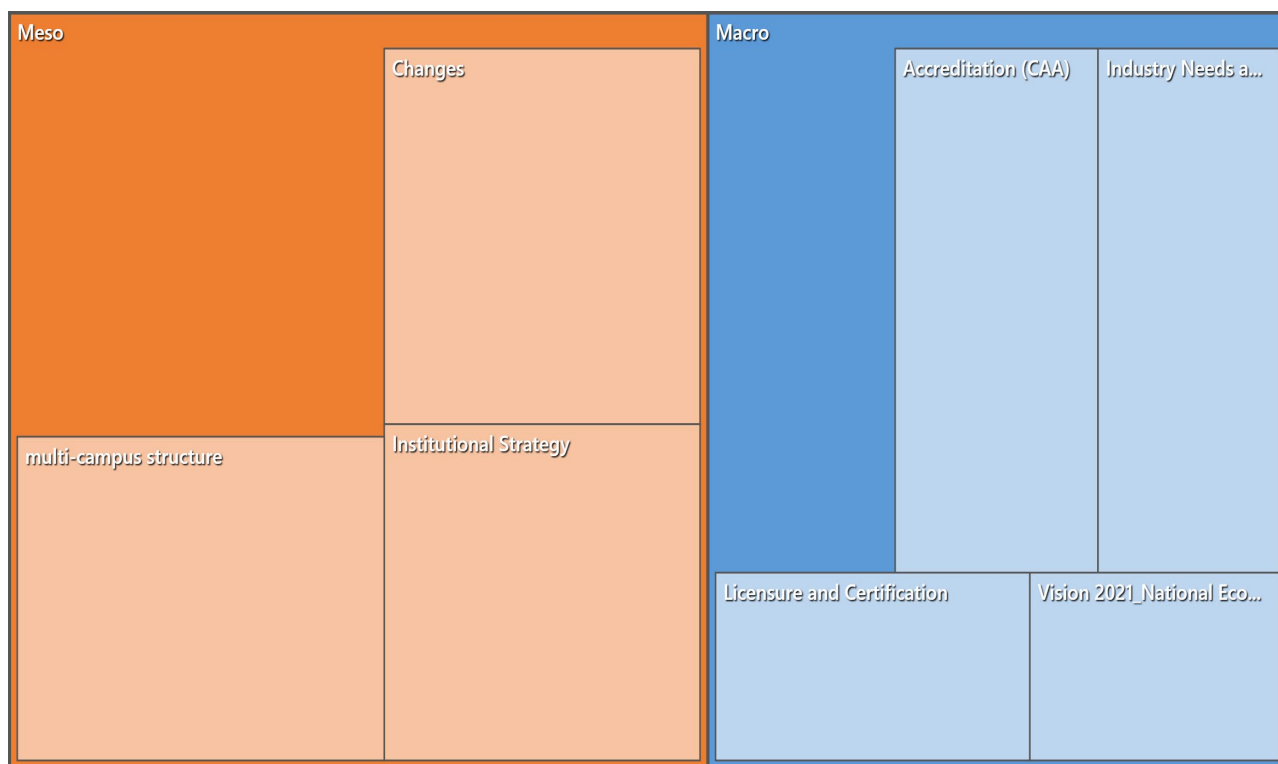 Meso
Changes
multi-campus structure
Institutional Strategy
Macro
Accreditation (CAA)
Industry Needs a...
Licensure and Certification
Vision 2021_National Eco...